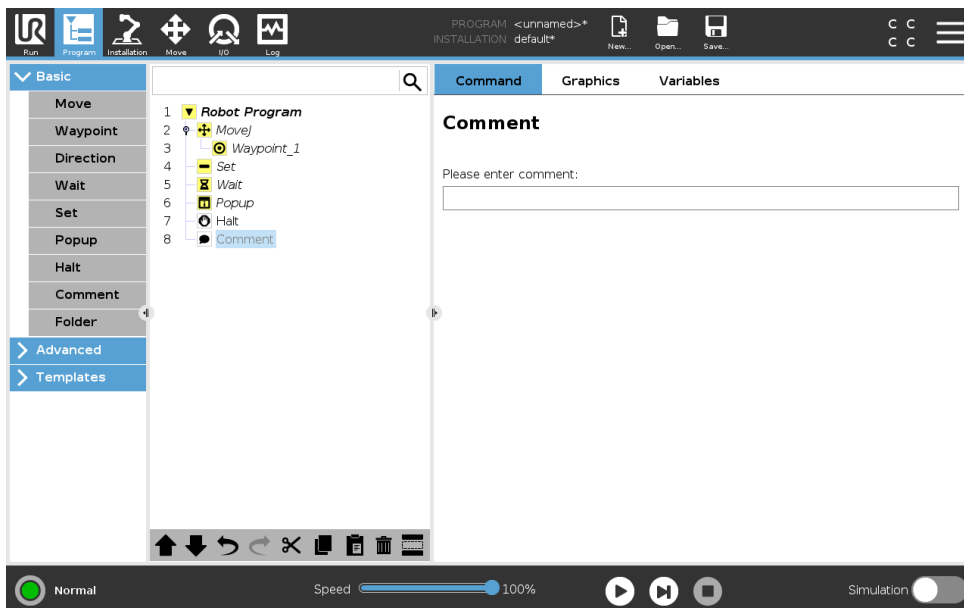 PROGRAM <unnamed>*
INSTALLATION default*
Run
Program
Installation
Move
I/O
Log
New...
Open...
Save...
C C
C C
Basic
Move
Waypoint
Direction
Wait
Set
Popup
Halt
Comment
Folder
Advanced
Templates
1 Robot Program
2 MoveJ
3 Waypoint_1
4 Set
5 Wait
6 Popup
7 Halt
8 Comment
Command Graphics Variables
Comment
Please enter comment:
Normal
Speed 100%
Simulation